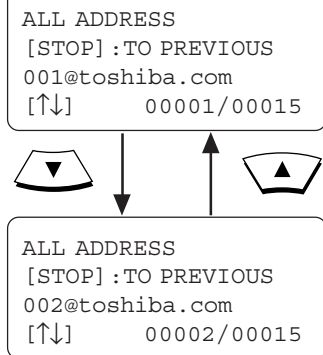 ALL ADDRESS
[STOP]:TO PREVIOUS
001@toshiba.com
[↑↓] 00001/00015
ALL ADDRESS
[STOP]:TO PREVIOUS
002@toshiba.com
[↑↓] 00002/00015